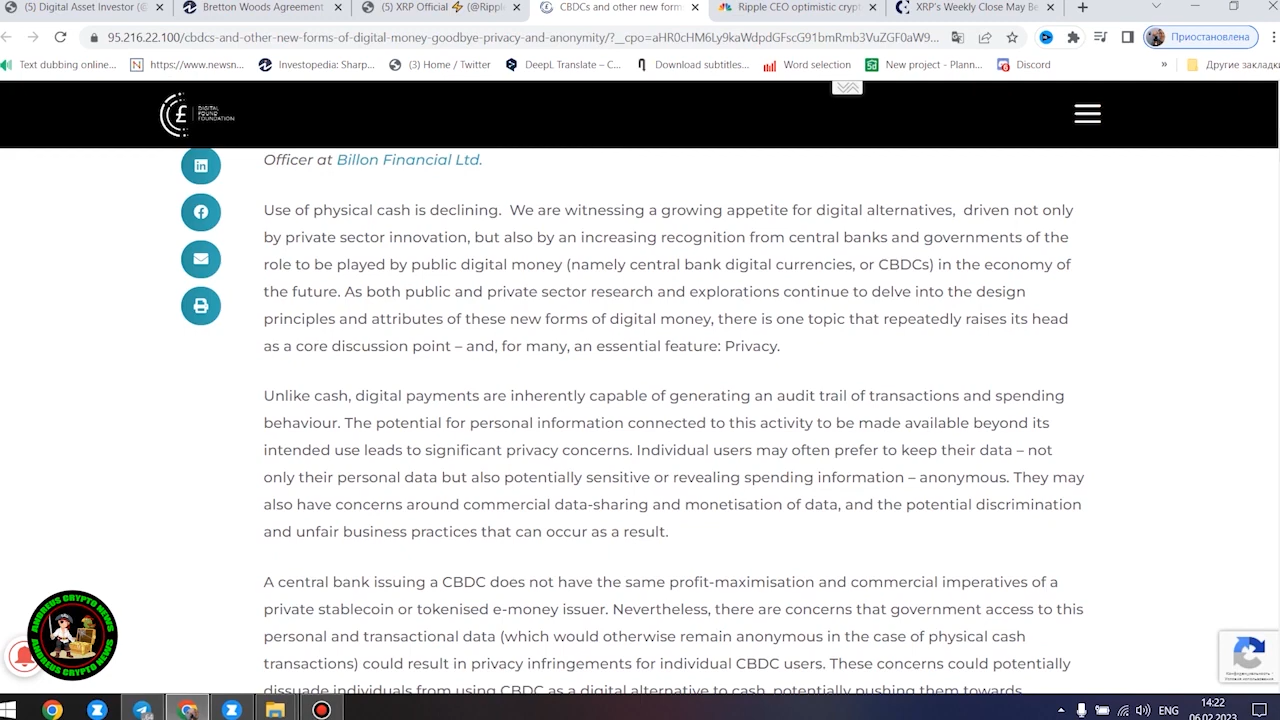 (5) Digital Asset Investor (@
Bretton Woods Agreement
(5) XRP Official ⚡ (@Ripple
CBDCs and other new form
Ripple CEO optimistic crypt
XRP's Weekly Close May Be
95.216.22.100/cbdcs-and-other-new-forms-of-digital-money-goodbye-privacy-and-anonymity/?__cpo=aHR0cHM6Ly9kaWdpdGFscG91bmRmb3VuZGF0aW9...
Приостановлена
Text dubbing online...
https://www.newsn...
Investopedia: Sharp...
(3) Home / Twitter
DeepL Translate – C...
Download subtitles...
Word selection
New project - Plann...
Discord
»
Другие закладки
DIGITAL
POUND
FOUNDATION
Officer at Billon Financial Ltd.
Use of physical cash is declining.  We are witnessing a growing appetite for digital alternatives,  driven not only
by private sector innovation, but also by an increasing recognition from central banks and governments of the
role to be played by public digital money (namely central bank digital currencies, or CBDCs) in the economy of
the future. As both public and private sector research and explorations continue to delve into the design
principles and attributes of these new forms of digital money, there is one topic that repeatedly raises its head
as a core discussion point – and, for many, an essential feature: Privacy.
Unlike cash, digital payments are inherently capable of generating an audit trail of transactions and spending
behaviour. The potential for personal information connected to this activity to be made available beyond its
intended use leads to significant privacy concerns. Individual users may often prefer to keep their data – not
only their personal data but also potentially sensitive or revealing spending information – anonymous. They may
also have concerns around commercial data-sharing and monetisation of data, and the potential discrimination
and unfair business practices that can occur as a result.
A central bank issuing a CBDC does not have the same profit-maximisation and commercial imperatives of a
private stablecoin or tokenised e-money issuer. Nevertheless, there are concerns that government access to this
personal and transactional data (which would otherwise remain anonymous in the case of physical cash
transactions) could result in privacy infringements for individual CBDC users. These concerns could potentially
dissuade individuals from using CBDC as a digital alternative to cash, potentially pushing them towards
ANDREUS CRYPTO NEWS
ANDREUS CRYPTO NEWS
Конфиденциальность -
Условия использования
ENG
14:22
06.02.2023